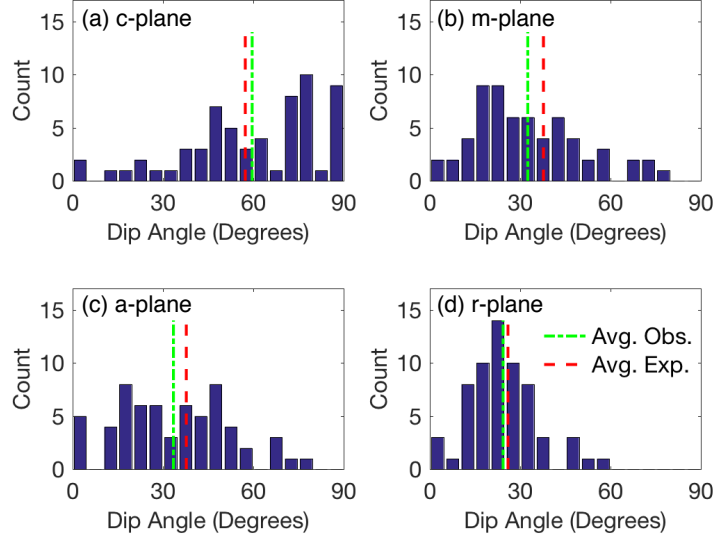 (a) c-plane
15
10
5
0
Count
0 30 60 90
Dip Angle (Degrees)
(b) m-plane
15
10
5
0
Count
0 30 60 90
Dip Angle (Degrees)
(c) a-plane
15
10
5
0
Count
0 30 60 90
Dip Angle (Degrees)
(d) r-plane
Avg. Obs.
Avg. Exp.
15
10
5
0
Count
0 30 60 90
Dip Angle (Degrees)